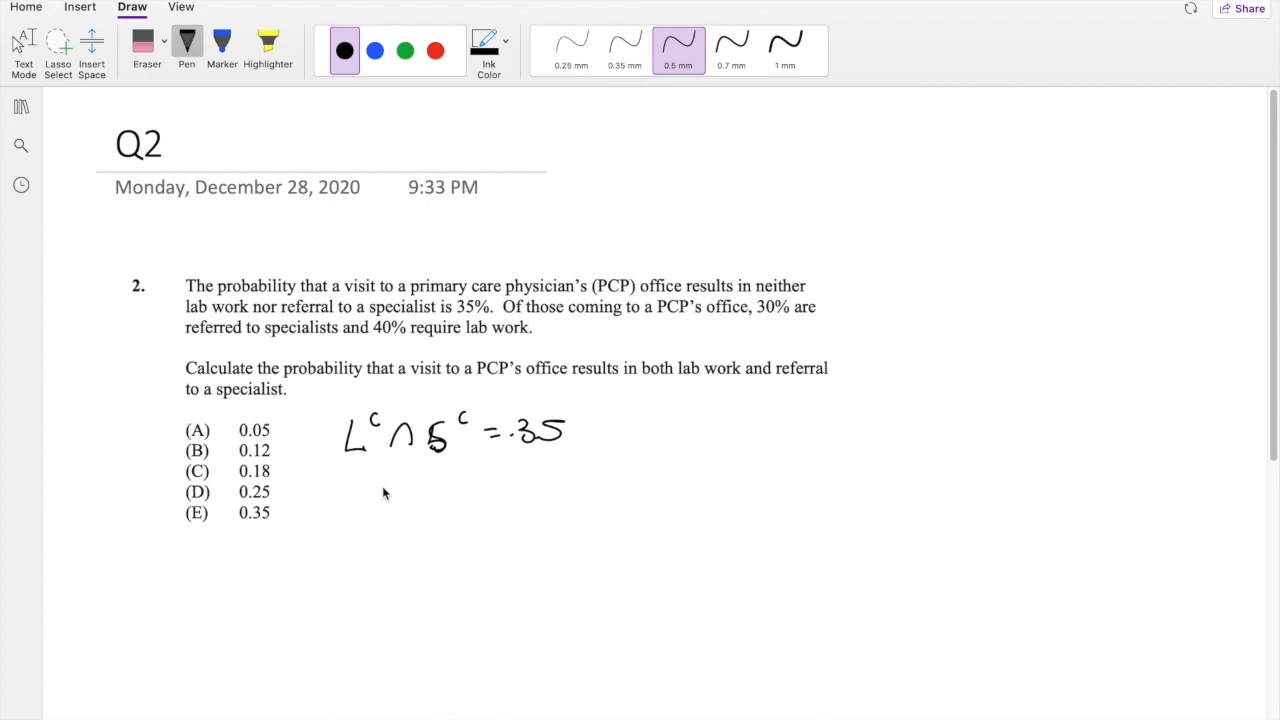 Home Insert Draw View
Share
Text Mode
Lasso Select
Insert Space
Eraser
Pen
Marker
Highlighter
Ink Color
0.25 mm
0.35 mm
0.5 mm
0.7 mm
1 mm
Q2
Monday, December 28, 2020 9:33 PM
2. The probability that a visit to a primary care physician's (PCP) office results in neither
lab work nor referral to a specialist is 35%. Of those coming to a PCP's office, 30% are
referred to specialists and 40% require lab work.
Calculate the probability that a visit to a PCP's office results in both lab work and referral
to a specialist.
(A) 0.05
(B) 0.12
(C) 0.18
(D) 0.25
(E) 0.35
L^c ∩ S^c = .35